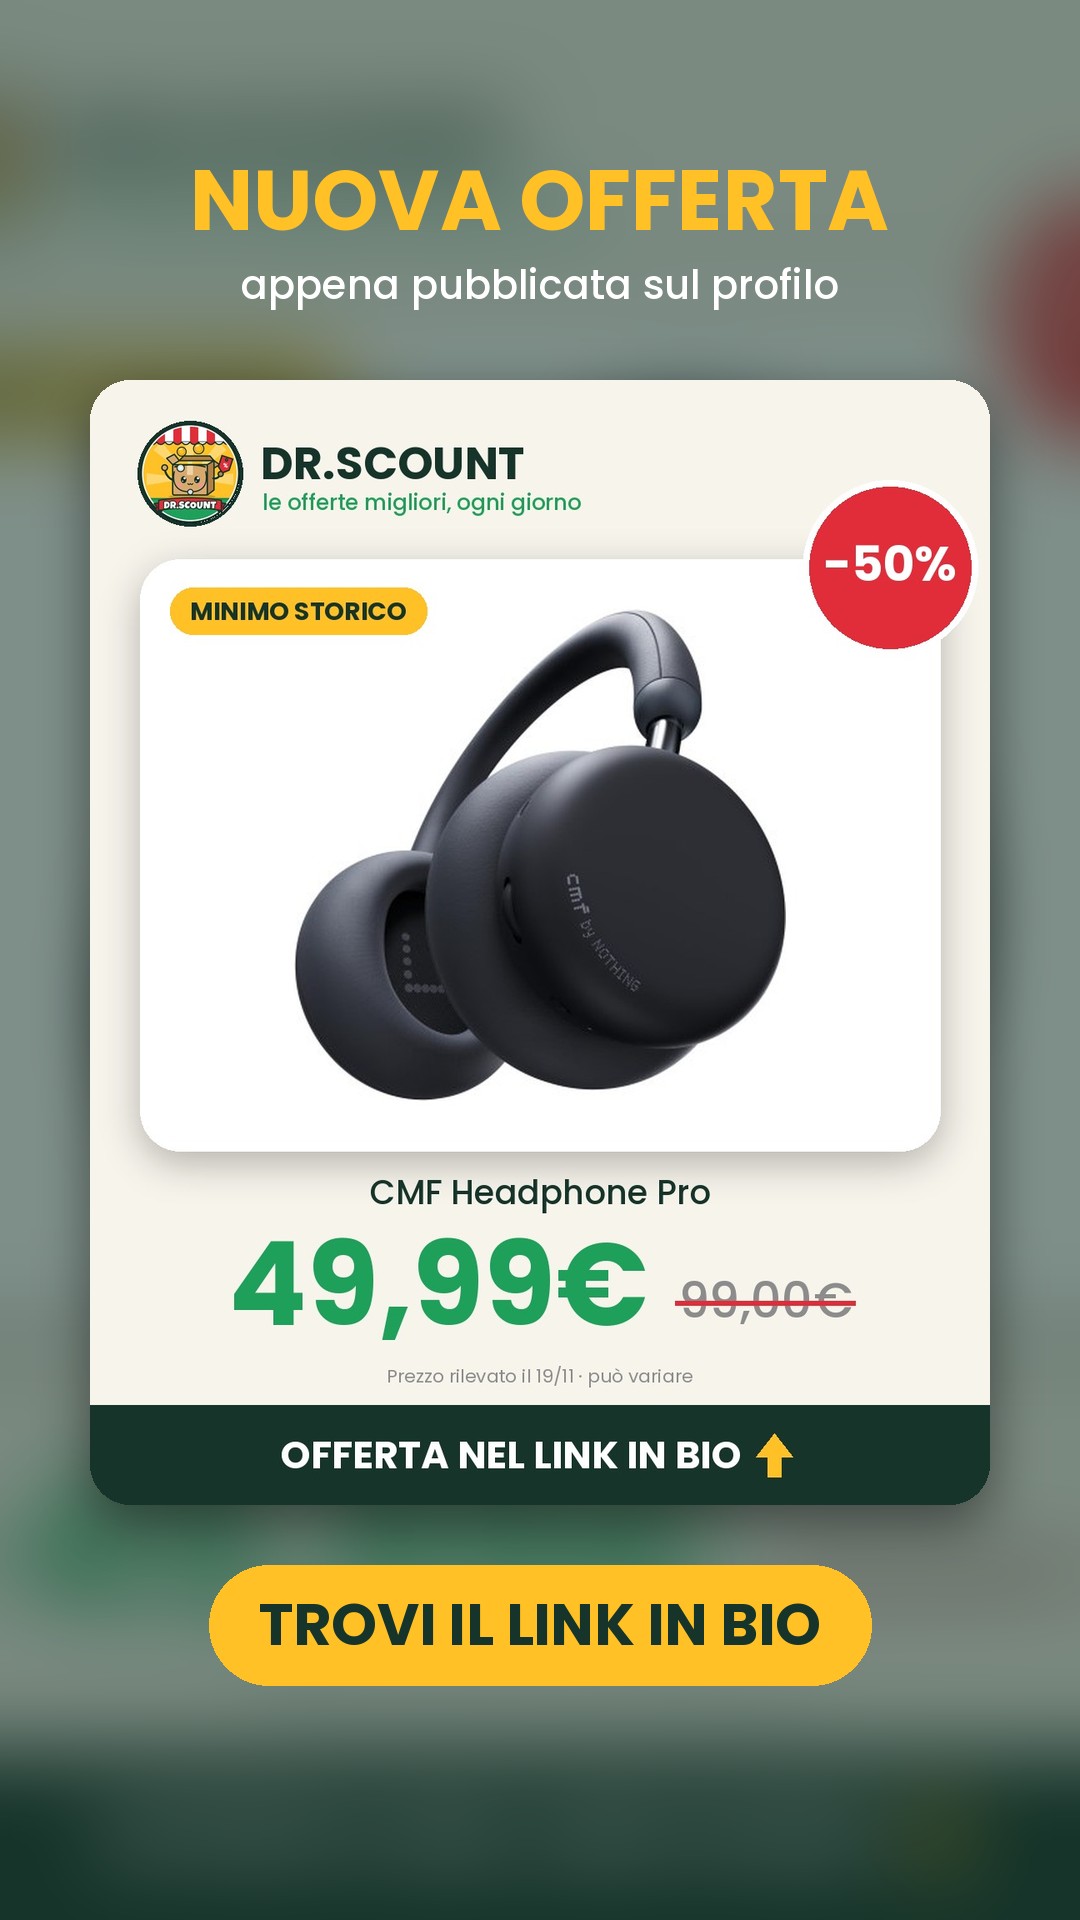 NUOVA OFFERTA
appena pubblicata sul profilo
DR.SCOUNT
le offerte migliori, ogni giorno
DR.SCOUNT
-50%
MINIMO STORICO
cmf by NOTHING
CMF Headphone Pro
49,99€ 99,00€
Prezzo rilevato il 19/11 · può variare
OFFERTA NEL LINK IN BIO
TROVI IL LINK IN BIO